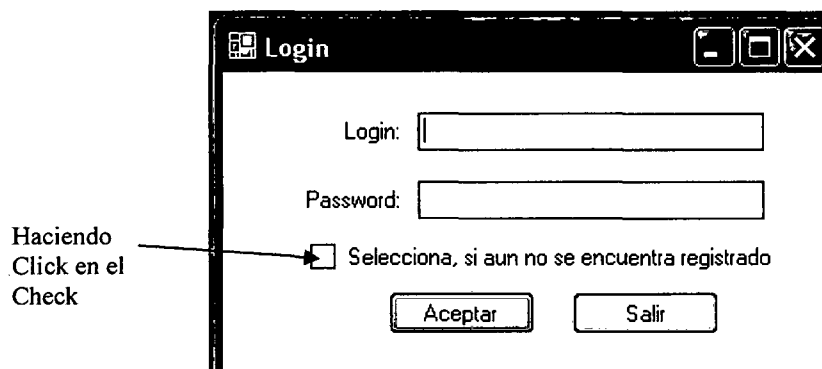 Login
Login:
Password:
Haciendo
Click en el
Check
Selecciona, si aun no se encuentra registrado
Aceptar
Salir